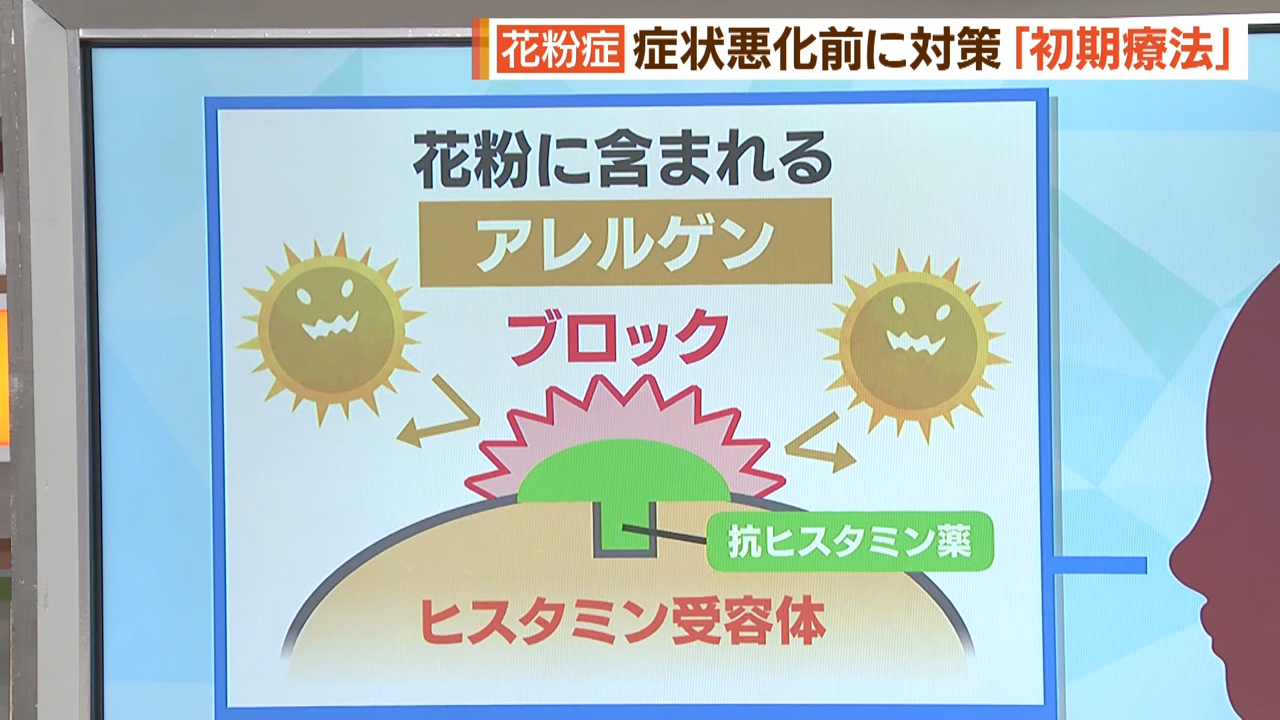 花粉症 症状悪化前に対策「初期療法」
花粉に含まれる
アレルゲン
ブロック
抗ヒスタミン薬
ヒスタミン受容体